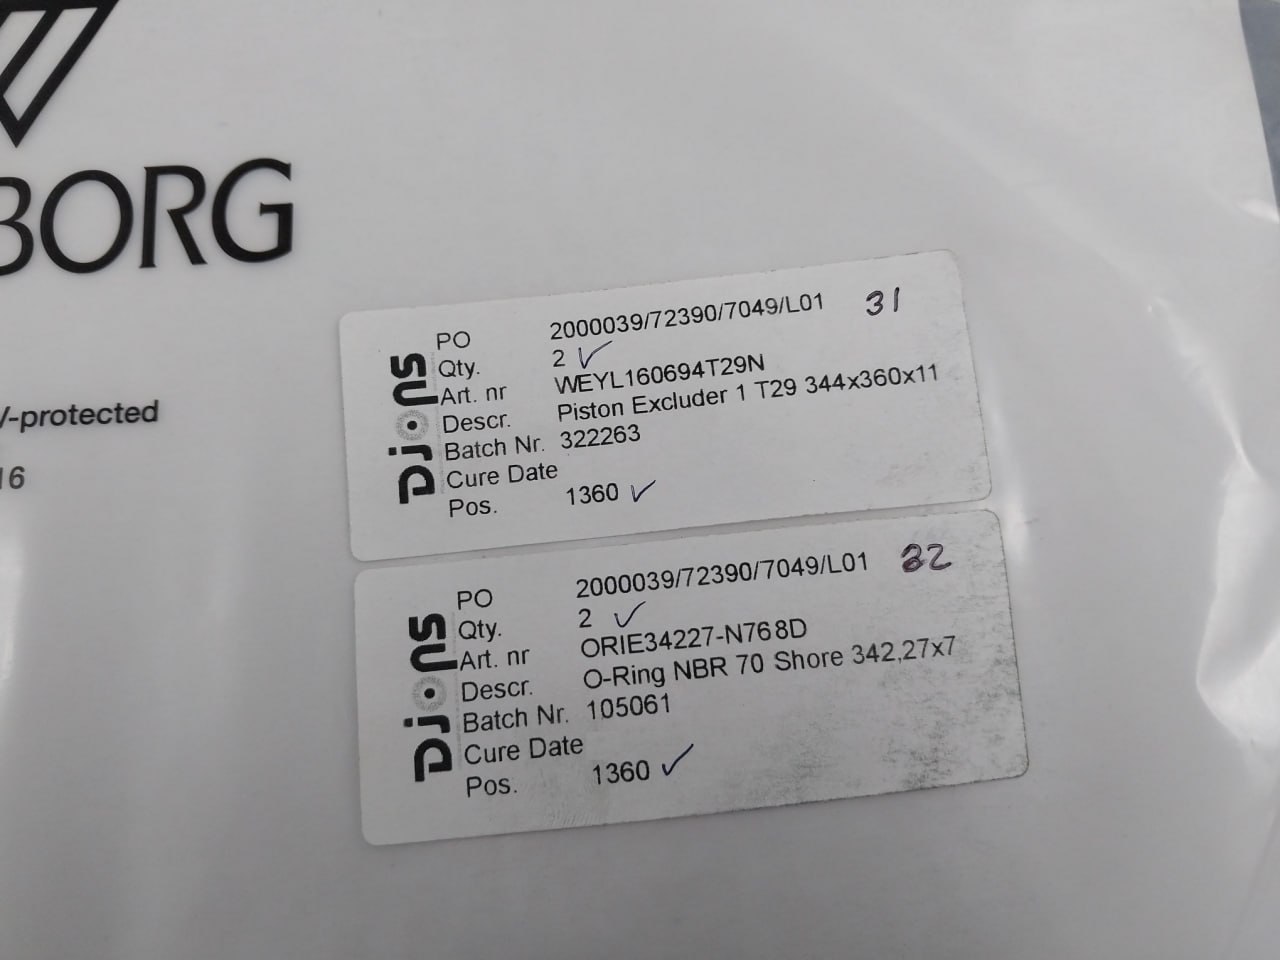 BORG
-protected
16
Djons
PO 2000039/72390/7049/L01 31
Qty. 2 ✓
Art. nr WEYL160694T29N
Descr. Piston Excluder 1 T29 344x360x11
Batch Nr. 322263
Cure Date
Pos. 1360 ✓
Djons
PO 2000039/72390/7049/L01 32
Qty. 2 ✓
Art. nr ORIE34227-N768D
Descr. O-Ring NBR 70 Shore 342,27x7
Batch Nr. 105061
Cure Date
Pos. 1360 ✓